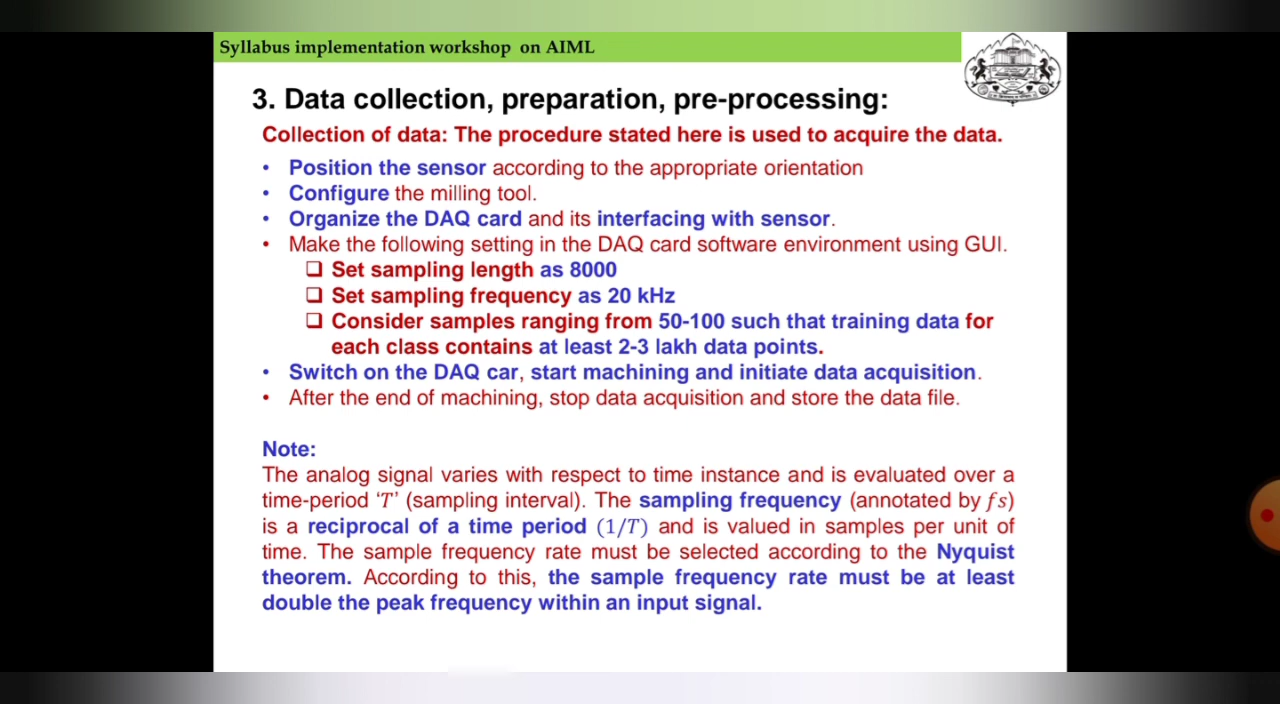 Syllabus implementation workshop on AIML
3. Data collection, preparation, pre-processing:
Collection of data: The procedure stated here is used to acquire the data.
• Position the sensor according to the appropriate orientation
• Configure the milling tool.
• Organize the DAQ card and its interfacing with sensor.
• Make the following setting in the DAQ card software environment using GUI.
❑ Set sampling length as 8000
❑ Set sampling frequency as 20 kHz
❑ Consider samples ranging from 50-100 such that training data for
each class contains at least 2-3 lakh data points.
• Switch on the DAQ car, start machining and initiate data acquisition.
• After the end of machining, stop data acquisition and store the data file.
Note:
The analog signal varies with respect to time instance and is evaluated over a
time-period ‘T’ (sampling interval). The sampling frequency (annotated by fs)
is a reciprocal of a time period (1/T) and is valued in samples per unit of
time. The sample frequency rate must be selected according to the Nyquist
theorem. According to this, the sample frequency rate must be at least
double the peak frequency within an input signal.